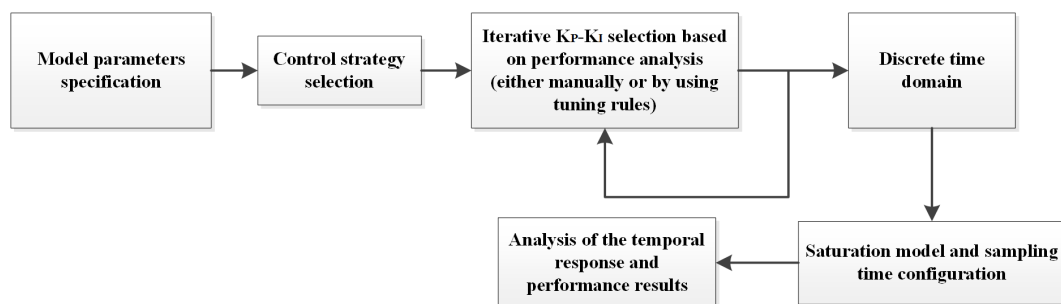 Model parameters
specification
Control strategy
selection
Iterative KP-KI selection based
on performance analysis
(either manually or by using
tuning rules)
Discrete time
domain
Saturation model and sampling
time configuration
Analysis of the temporal
response and
performance results